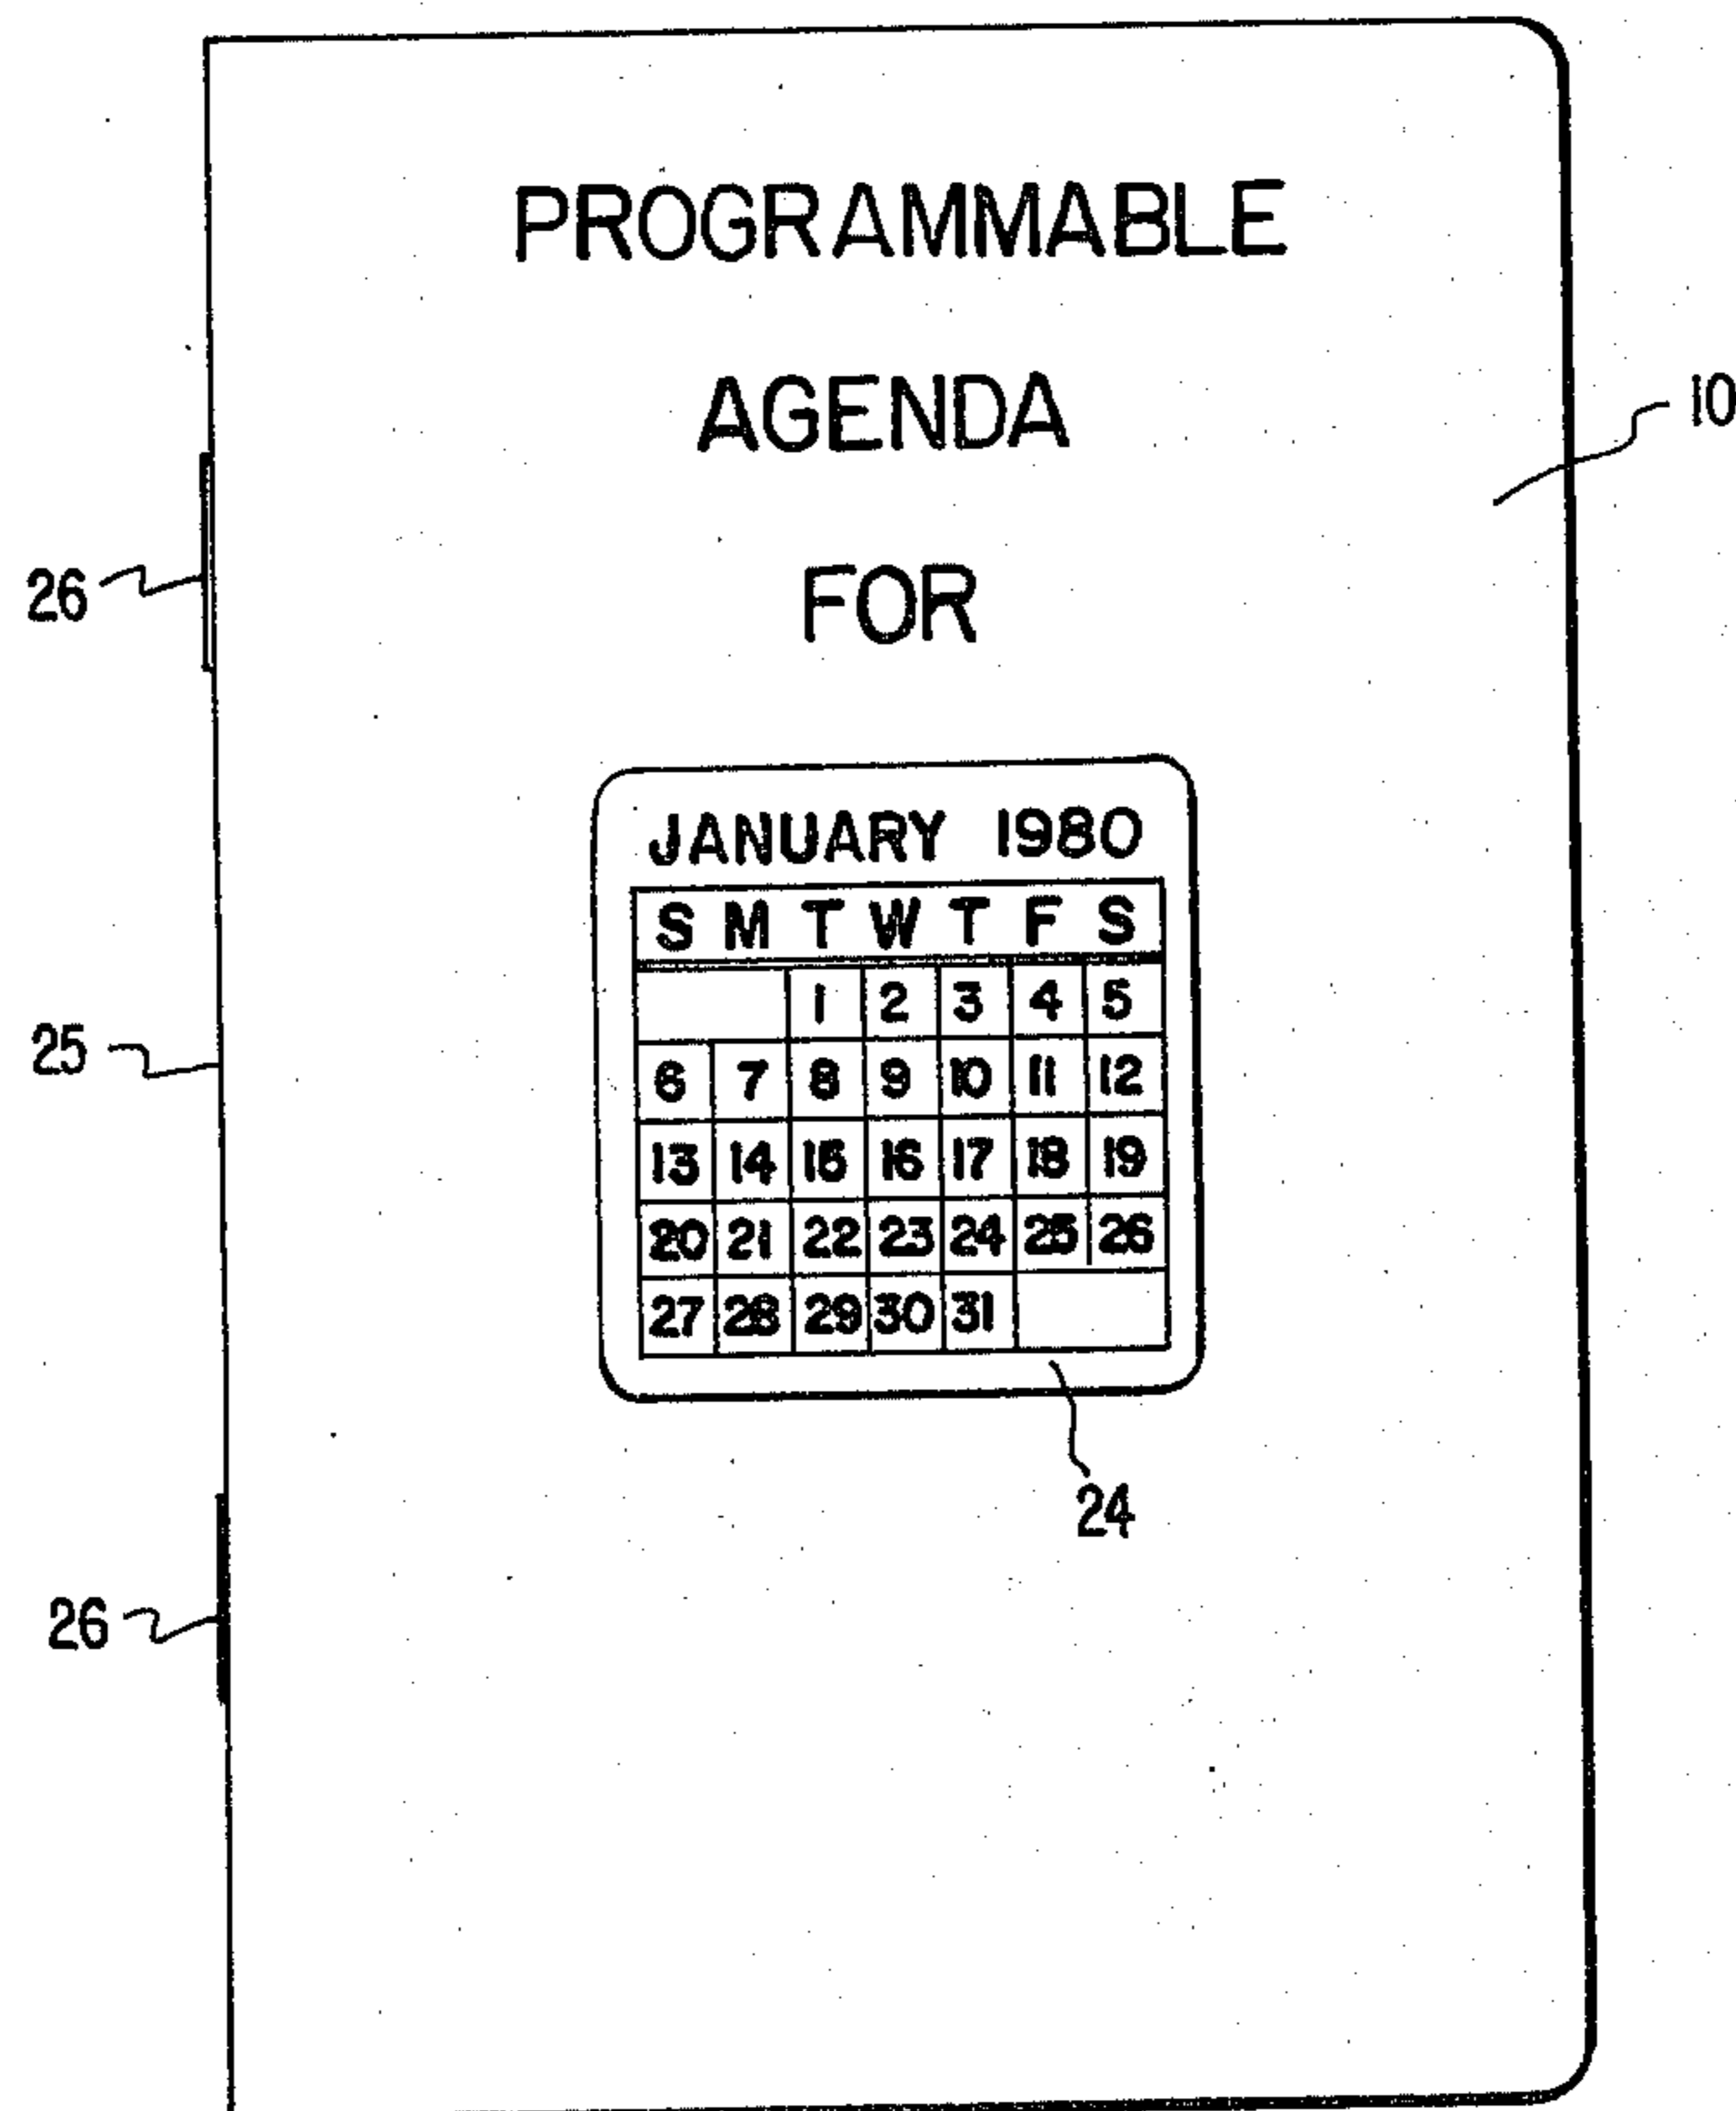 PROGRAMMABLE
AGENDA
10
FOR
26
JANUARY 1980
S M T W T F S
1 2 3 4 5
25
6 7 8 9 10 11 12
13 14 15 16 17 18 19
20 21 22 23 24 25 26
27 28 29 30 31
24
26